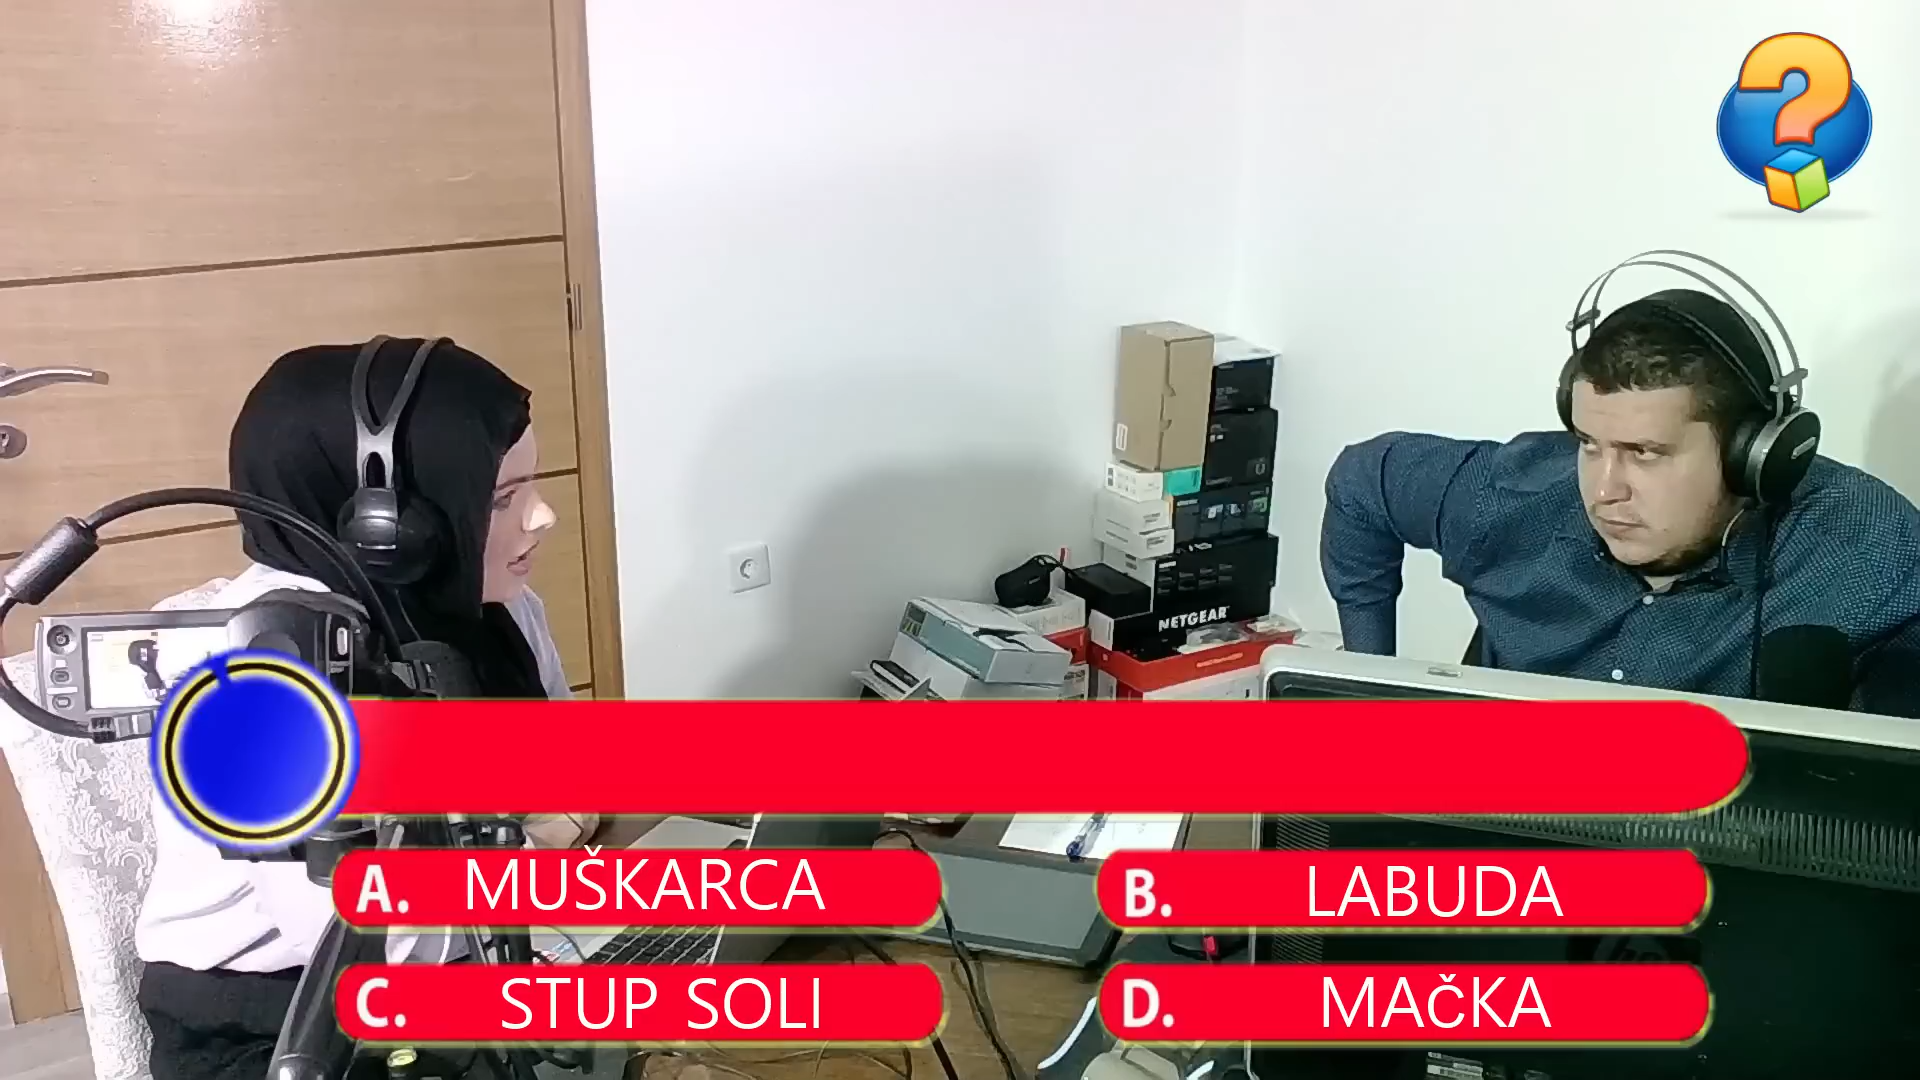 NETGEAR
A. MUŠKARCA
B. LABUDA
C. STUP SOLI
D. MAČKA